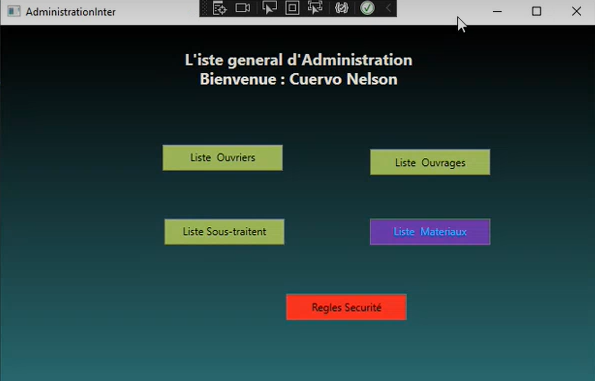 AdministrationInter
L'iste general d'Administration
Bienvenue : Cuervo Nelson
Liste Ouvriers
Liste Ouvrages
Liste Sous-traitent
Liste Materiaux
Regles Securité